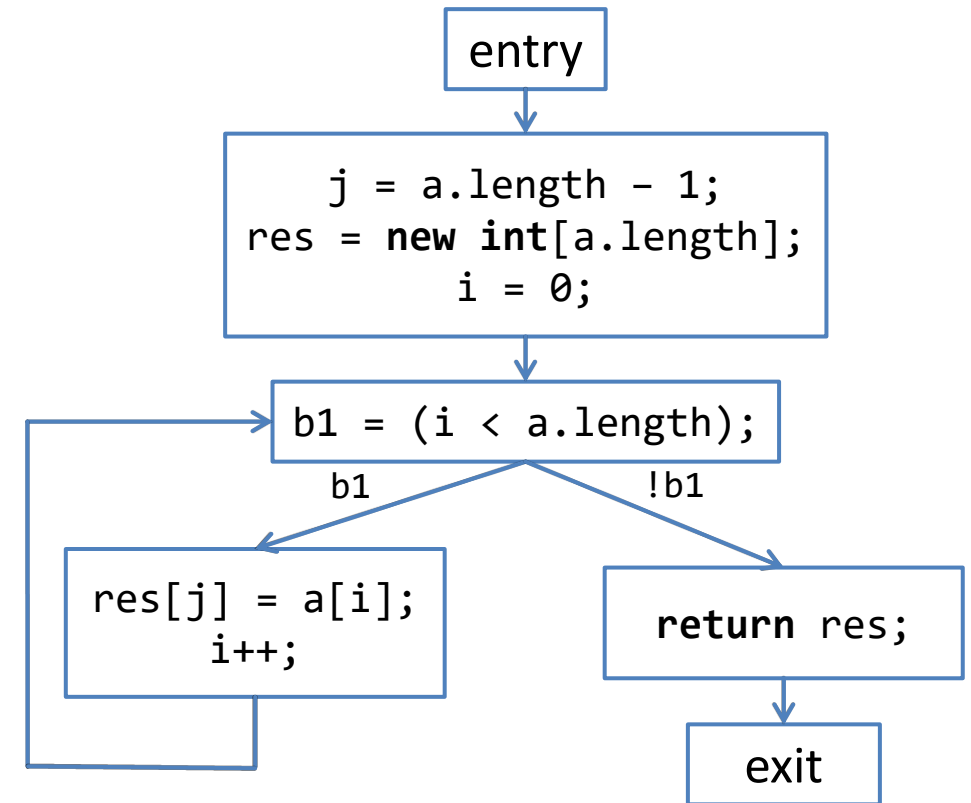 entry
j = a.length – 1;
res = new int[a.length];
i = 0;
b1 = (i < a.length);
b1
!b1
res[j] = a[i];
i++;
return res;
exit